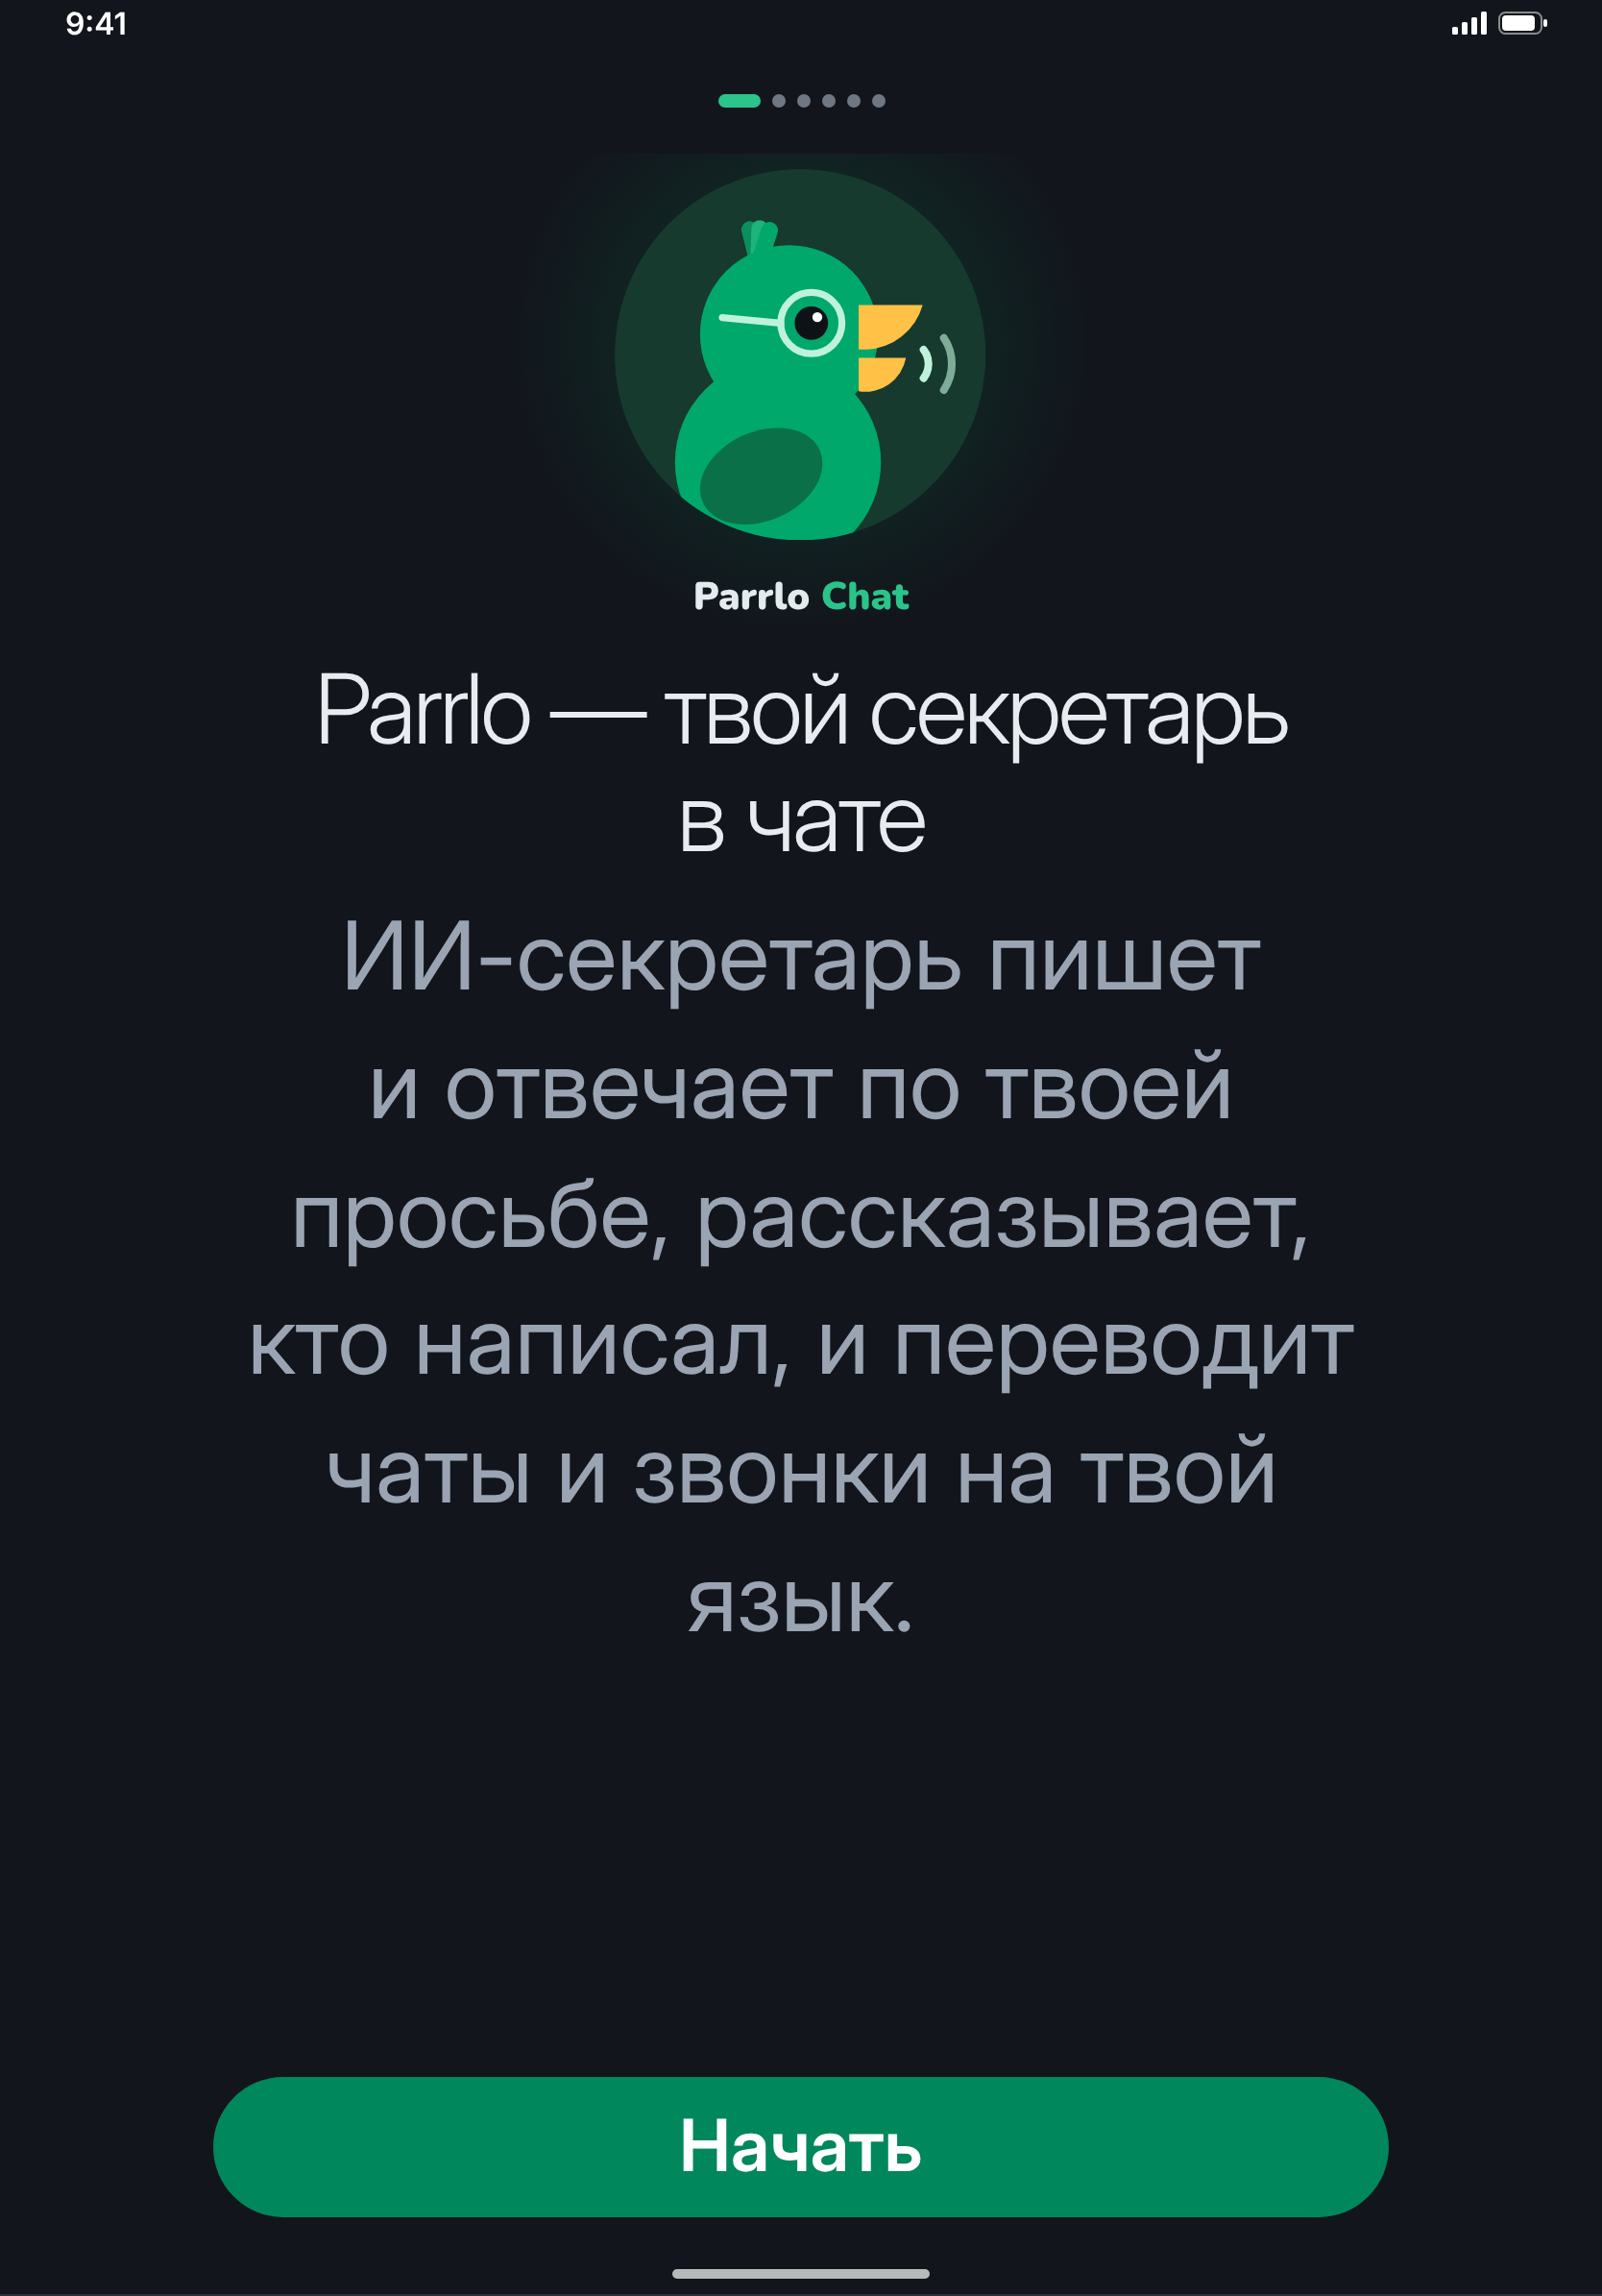 9:41
Parrlo Chat
Parrlo — твой секретарь
в чате
ИИ-секретарь пишет
и отвечает по твоей
просьбе, рассказывает,
кто написал, и переводит
чаты и звонки на твой
язык.
Начать